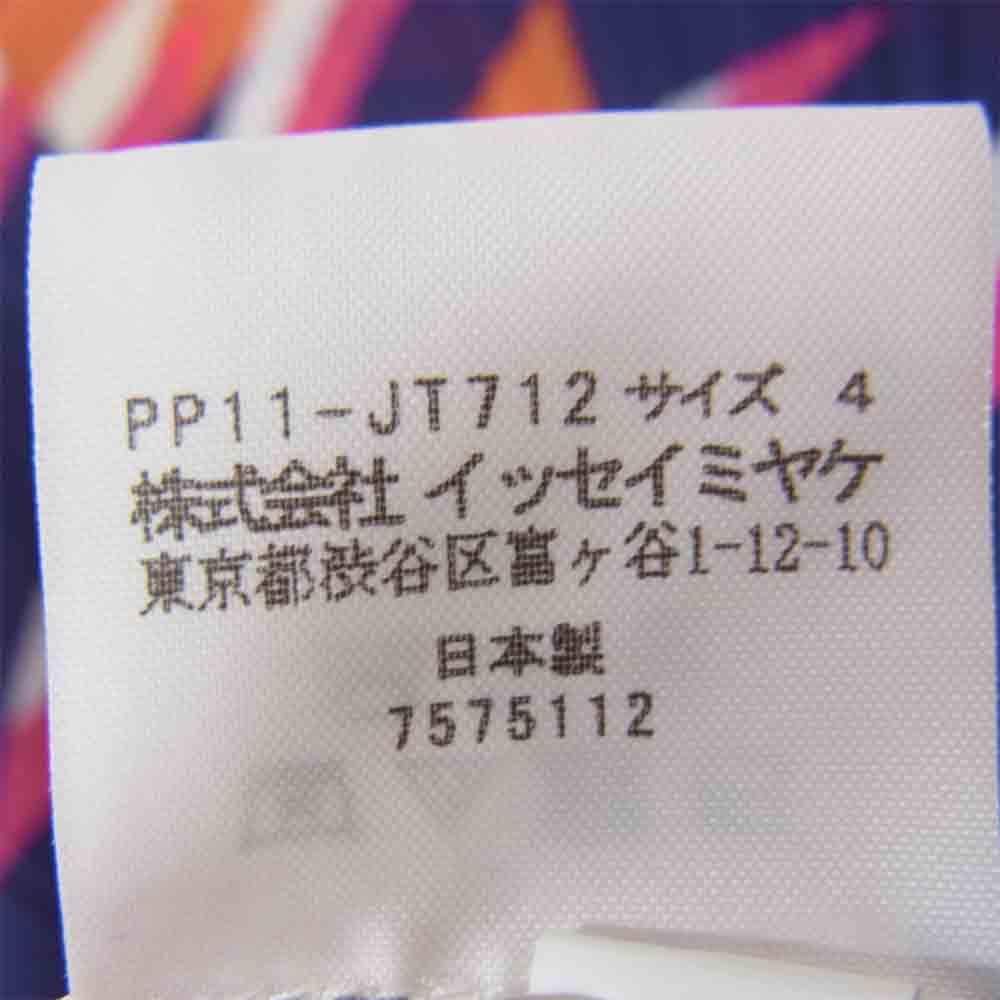 PP11-JT712 サイズ 4
株式会社 イッセイミヤケ
東京都渋谷区富ヶ谷1-12-10
日本製
7575112